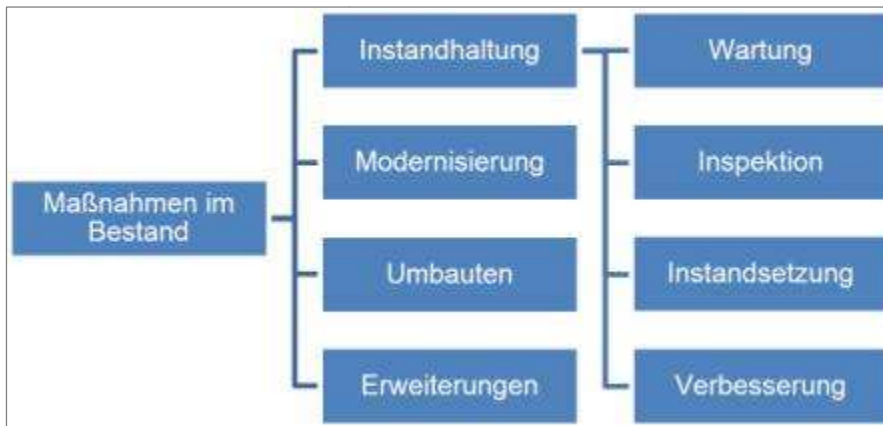 Maßnahmen im
Bestand
Instandhaltung
Modernisierung
Umbauten
Erweiterungen
Wartung
Inspektion
Instandsetzung
Verbesserung